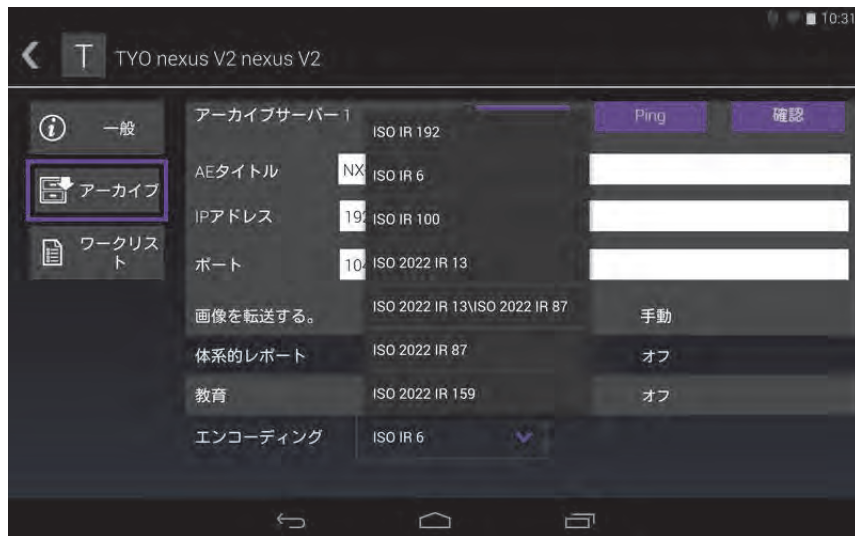 10:31
T TYO nexus V2 nexus V2
一般
アーカイブ
ワークリス
ト
アーカイブサーバー 1
Ping
確認
AEタイトル
NX
IPアドレス
192
ポート
104
画像を転送する。
手動
体系的レポート
オフ
教育
オフ
エンコーディング
ISO IR 6
ISO IR 192
ISO IR 6
ISO IR 100
ISO 2022 IR 13
ISO 2022 IR 13\ISO 2022 IR 87
ISO 2022 IR 87
ISO 2022 IR 159